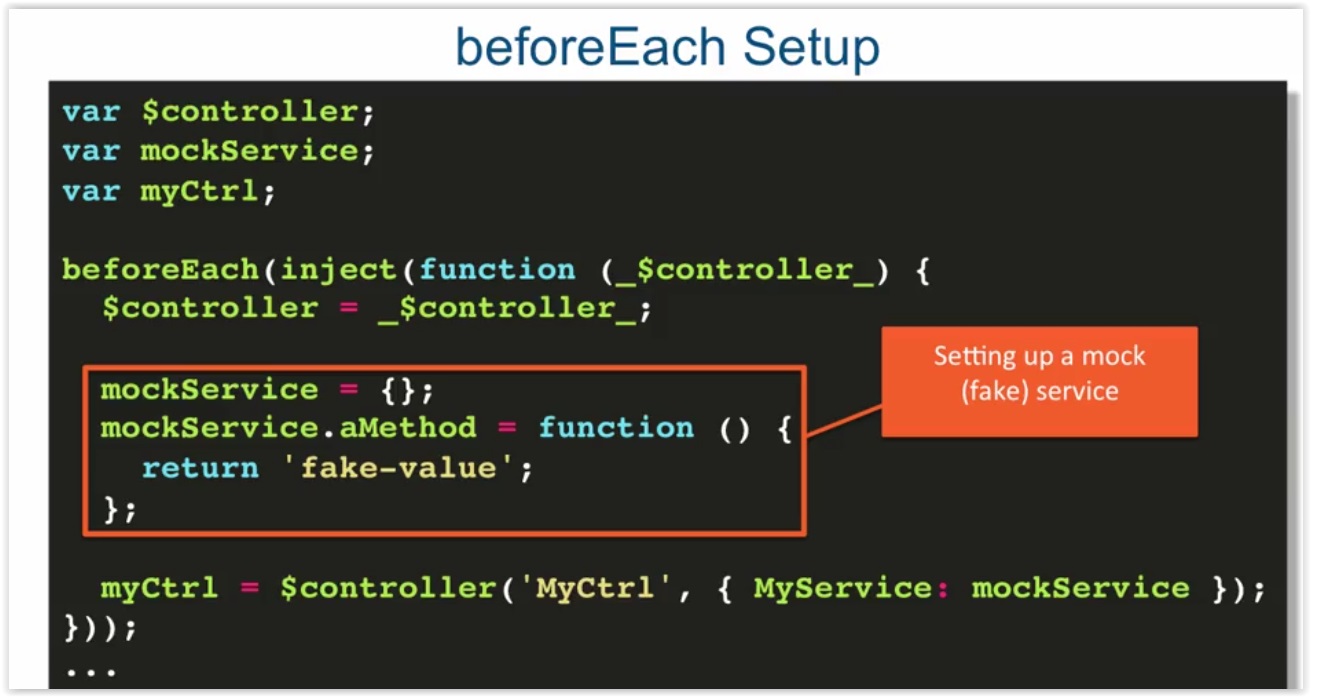 beforeEach Setup
var $controller;
var mockService;
var myCtrl;
beforeEach(inject(function (_$controller_) {
  $controller = _$controller_;
  mockService = {};
  mockService.aMethod = function () {
    return 'fake-value';
  };
Setting up a mock
(fake) service
  myCtrl = $controller('MyCtrl', { MyService: mockService });
}));
...